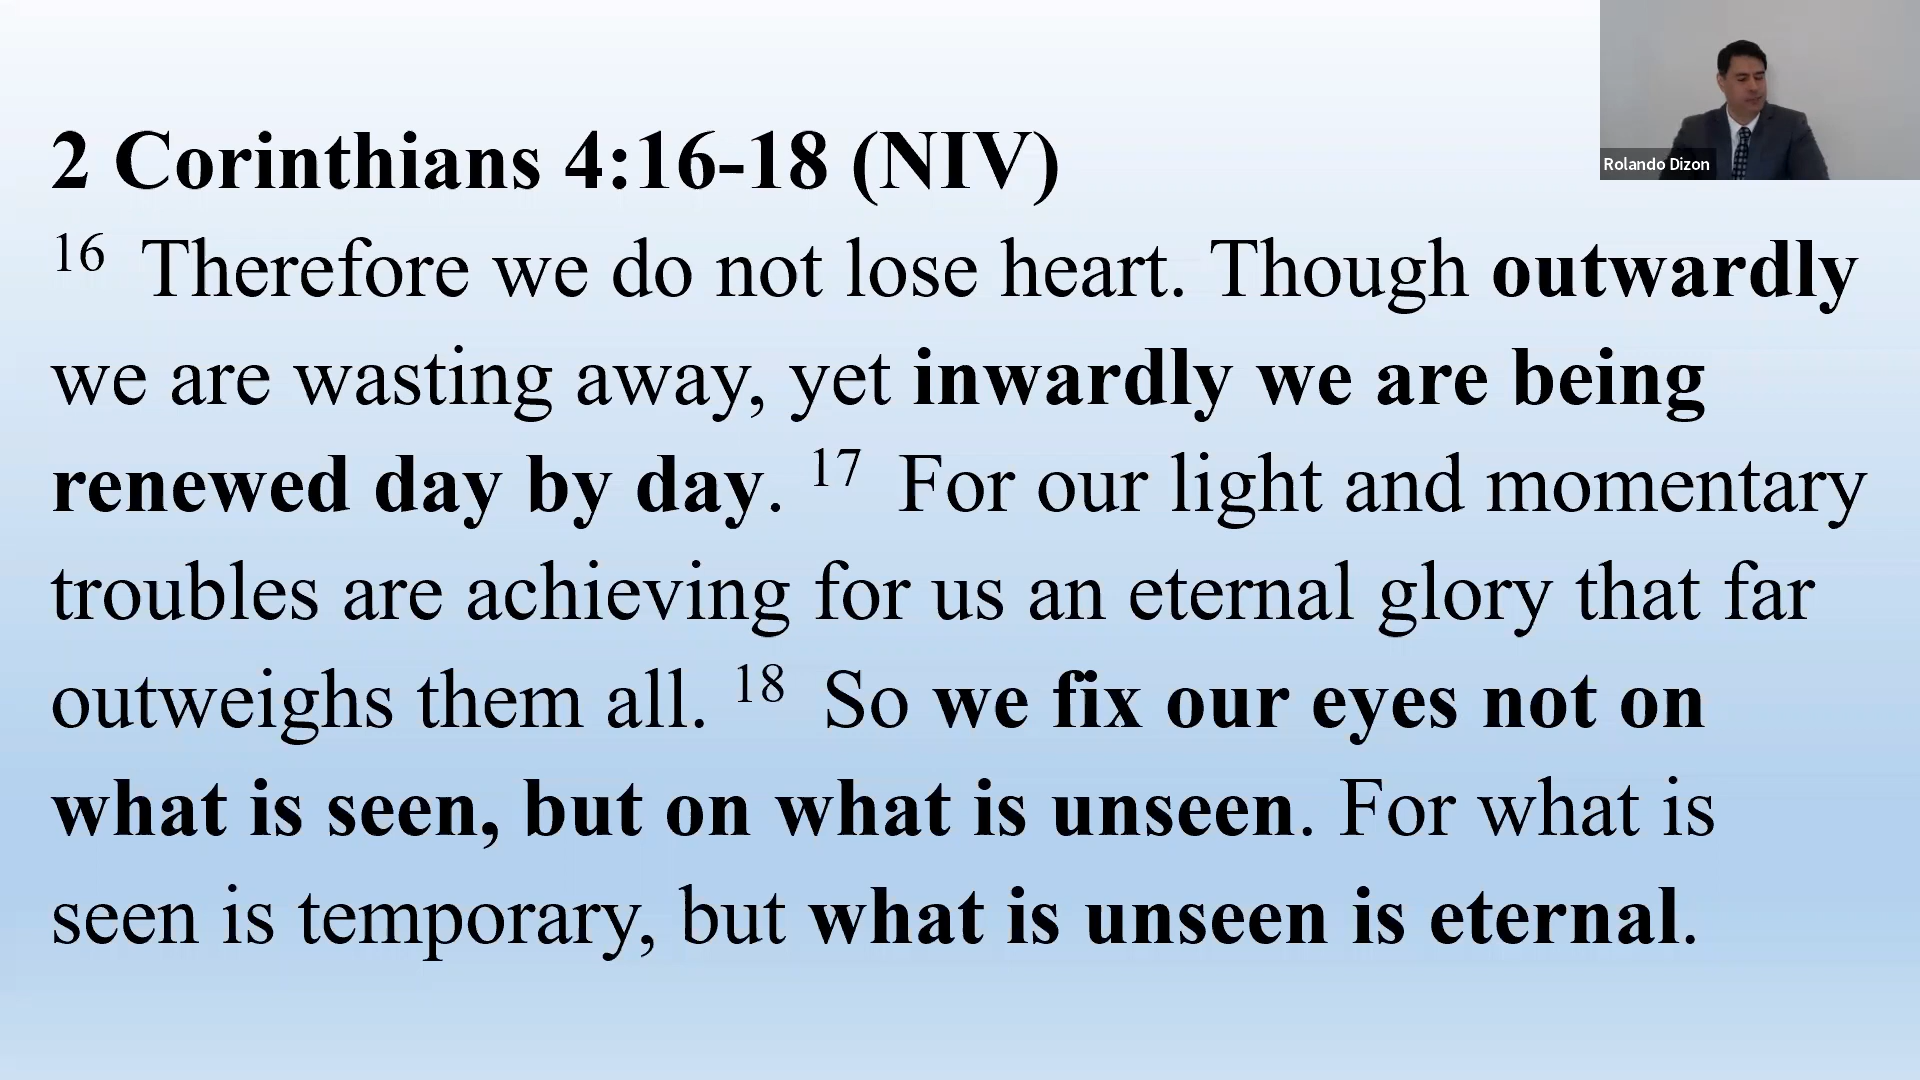 2 Corinthians 4:16-18 (NIV)
16 Therefore we do not lose heart. Though outwardly
we are wasting away, yet inwardly we are being
renewed day by day. 17 For our light and momentary
troubles are achieving for us an eternal glory that far
outweighs them all. 18 So we fix our eyes not on
what is seen, but on what is unseen. For what is
seen is temporary, but what is unseen is eternal.
Rolando Dizon